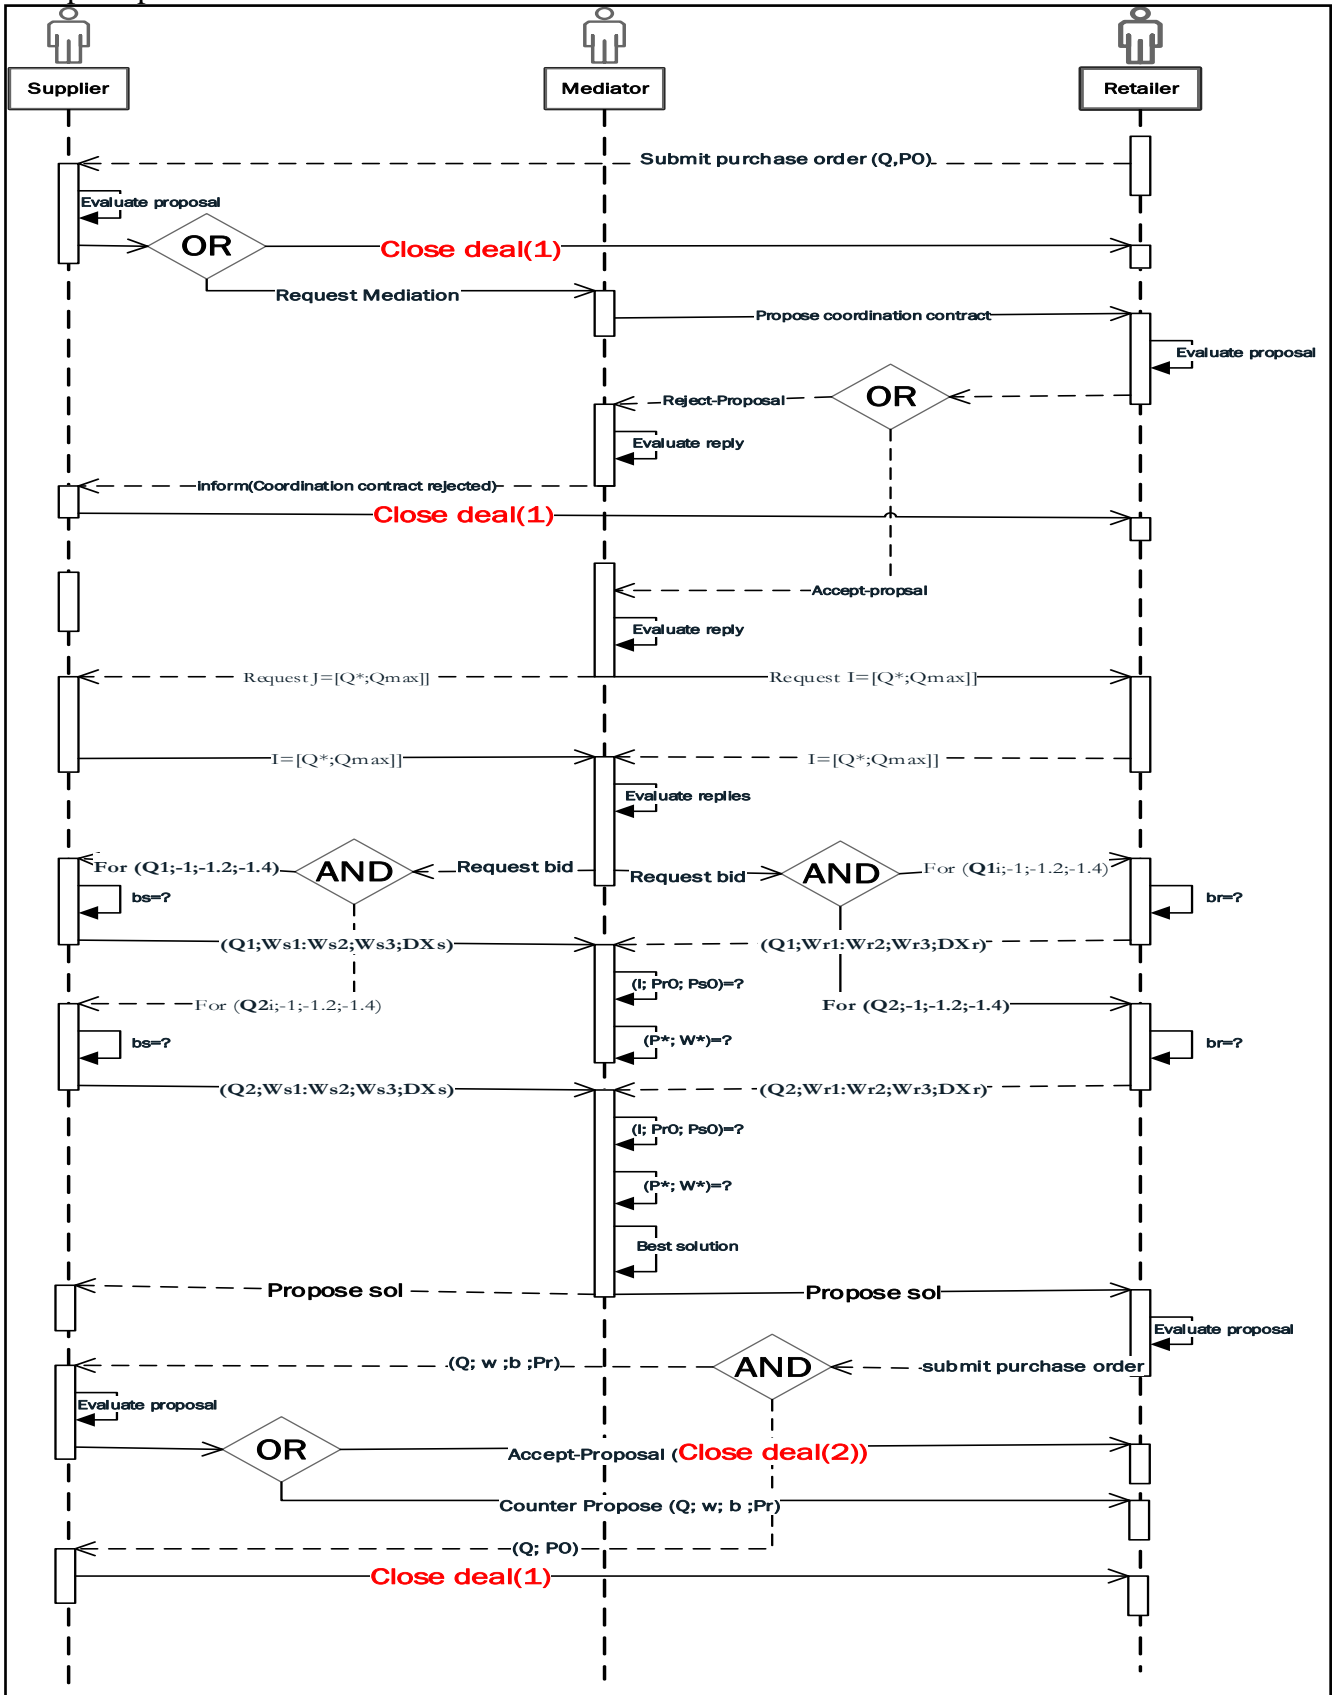 Supplier
Mediator
Retailer
Submit purchase order (Q,P0)
Evaluate proposal
OR
Close deal(1)
Request Mediation
Propose coordination contract
Evaluate proposal
OR
Reject-Proposal
Evaluate reply
inform(Coordination contract rejected)
Close deal(1)
Accept-propsal
Evaluate reply
Request J=[Q*;Qmax]]
Request I=[Q*;Qmax]]
I=[Q*;Qmax]]
I=[Q*;Qmax]]
Evaluate replies
For (Q1;-1;-1.2;-1.4)
AND
Request bid
Request bid
AND
For (Q1i;-1;-1.2;-1.4)
bs=?
br=?
(Q1;Ws1:Ws2;Ws3;DXs)
(Q1;Wr1:Wr2;Wr3;DXr)
(I; Pr0; Ps0)=?
For (Q2i;-1;-1.2;-1.4)
For (Q2;-1;-1.2;-1.4)
bs=?
(P*; W*)=?
br=?
(Q2;Ws1:Ws2;Ws3;DXs)
(Q2;Wr1:Wr2;Wr3;DXr)
(I; Pr0; Ps0)=?
(P*; W*)=?
Best solution
Propose sol
Propose sol
Evaluate proposal
(Q; w ;b ;Pr)
AND
submit purchase order
Evaluate proposal
OR
Accept-Proposal (Close deal(2))
Counter Propose (Q; w; b ;Pr)
(Q; P0)
Close deal(1)